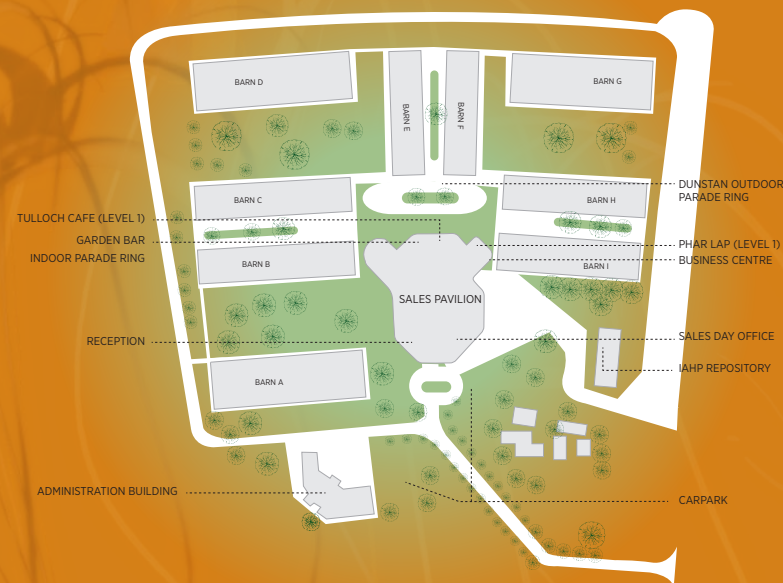 BARN D
BARN E
BARN F
BARN G
BARN C
BARN H
DUNSTAN OUTDOOR
PARADE RING
TULLOCH CAFE (LEVEL 1)
GARDEN BAR
INDOOR PARADE RING
BARN B
BARN I
PHAR LAP (LEVEL 1)
BUSINESS CENTRE
SALES PAVILION
RECEPTION
SALES DAY OFFICE
IAHP REPOSITORY
BARN A
ADMINISTRATION BUILDING
CARPARK